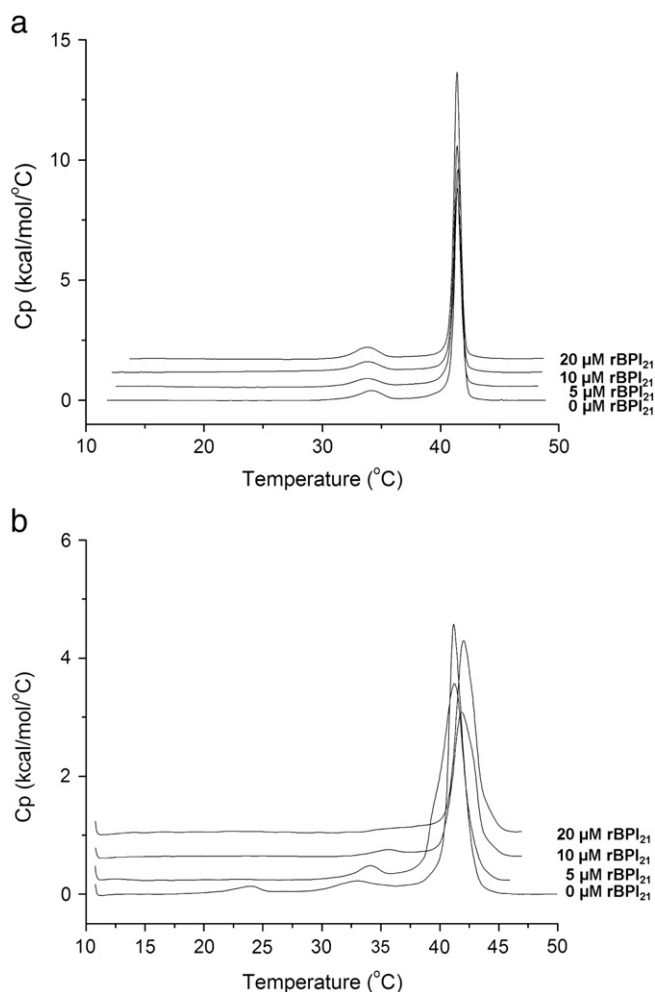 a
15
10
5
0
Cp (kcal/mol/°C)
20 µM rBPI₂₁
10 µM rBPI₂₁
5 µM rBPI₂₁
0 µM rBPI₂₁
10 20 30 40 50
Temperature (°C)
b
6
4
2
0
Cp (kcal/mol/°C)
20 µM rBPI₂₁
10 µM rBPI₂₁
5 µM rBPI₂₁
0 µM rBPI₂₁
10 15 20 25 30 35 40 45 50
Temperature (°C)